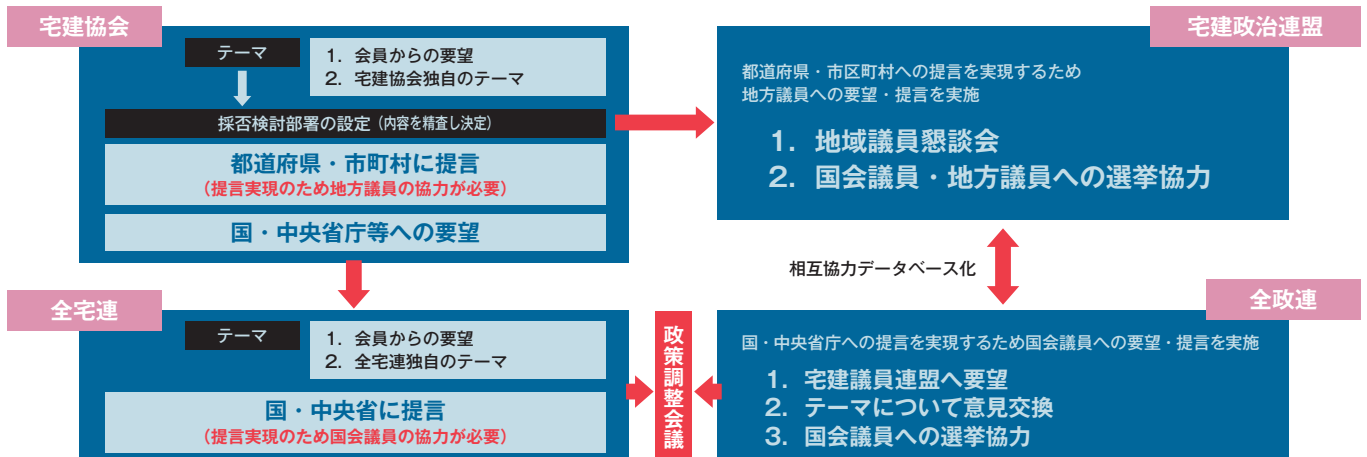 宅建協会
テーマ
1. 会員からの要望
2. 宅建協会独自のテーマ
採否検討部署の設定（内容を精査し決定）
都道府県・市町村に提言
（提言実現のため地方議員の協力が必要）
国・中央省庁等への要望
宅建政治連盟
都道府県・市区町村への提言を実現するため
地方議員への要望・提言を実施
1. 地域議員懇談会
2. 国会議員・地方議員への選挙協力
相互協力データベース化
全宅連
テーマ
1. 会員からの要望
2. 全宅連独自のテーマ
国・中央省に提言
（提言実現のため国会議員の協力が必要）
政策調整会議
全政連
国・中央省庁への提言を実現するため国会議員への要望・提言を実施
1. 宅建議員連盟へ要望
2. テーマについて意見交換
3. 国会議員への選挙協力